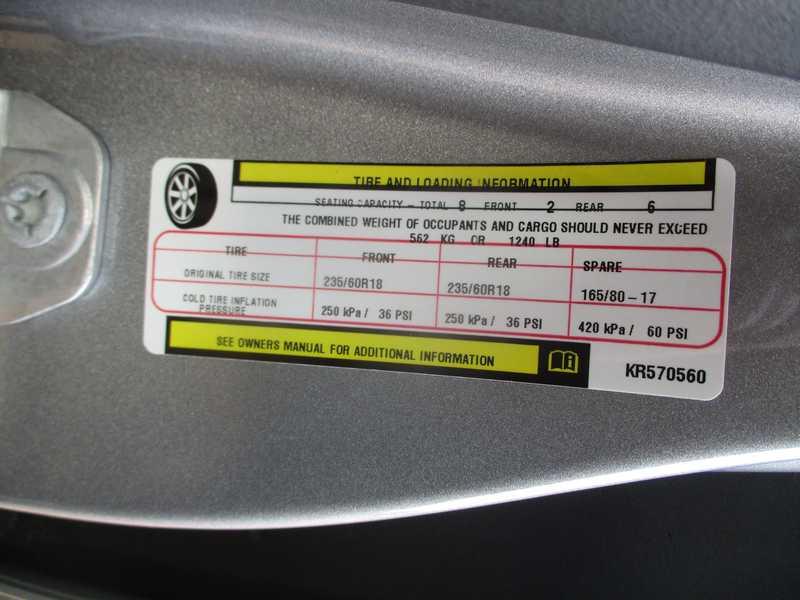 TIRE AND LOADING INFORMATION
SEATING CAPACITY – TOTAL 8 FRONT 2 REAR 6
THE COMBINED WEIGHT OF OCCUPANTS AND CARGO SHOULD NEVER EXCEED
562 KG OR 1240 LB
TIRE FRONT REAR SPARE
ORIGINAL TIRE SIZE 235/60R18 235/60R18 165/80-17
COLD TIRE INFLATION
PRESSURE 250 kPa / 36 PSI 250 kPa / 36 PSI 420 kPa / 60 PSI
SEE OWNERS MANUAL FOR ADDITIONAL INFORMATION
KR570560